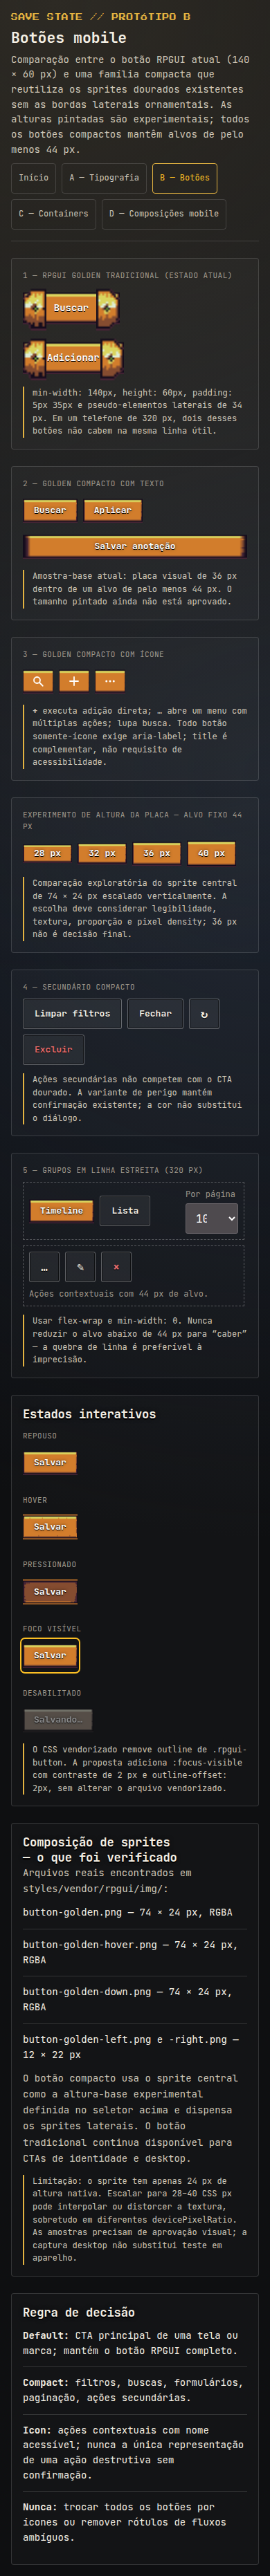 SAVE STATE // PROTóTIPO B
Botões mobile
Comparação entre o botão RPGUI atual (140
× 60 px) e uma família compacta que
reutiliza os sprites dourados existentes
sem as bordas laterais ornamentais. As
alturas pintadas são experimentais; todos
os botões compactos mantêm alvos de pelo
menos 44 px.
Início
A — Tipografia
B — Botões
C — Containers
D — Composições mobile
1 — RPGUI GOLDEN TRADICIONAL (ESTADO ATUAL)
Buscar
Adicionar
min-width: 140px, height: 60px, padding:
5px 35px e pseudo-elementos laterais de 34
px. Em um telefone de 320 px, dois desses
botões não cabem na mesma linha útil.
2 — GOLDEN COMPACTO COM TEXTO
Buscar
Aplicar
Salvar anotação
Amostra-base atual: placa visual de 36 px
dentro de um alvo de pelo menos 44 px. O
tamanho pintado ainda não está aprovado.
3 — GOLDEN COMPACTO COM ÍCONE
+
…
+ executa adição direta; … abre um menu com
múltiplas ações; lupa busca. Todo botão
somente-ícone exige aria-label; title é
complementar, não requisito de
acessibilidade.
EXPERIMENTO DE ALTURA DA PLACA — ALVO FIXO 44
PX
28 px
32 px
36 px
40 px
Comparação exploratória do sprite central
de 74 × 24 px escalado verticalmente. A
escolha deve considerar legibilidade,
textura, proporção e pixel density; 36 px
não é decisão final.
4 — SECUNDÁRIO COMPACTO
Limpar filtros
Fechar
↻
Excluir
Ações secundárias não competem com o CTA
dourado. A variante de perigo mantém
confirmação existente; a cor não substitui
o diálogo.
5 — GRUPOS EM LINHA ESTREITA (320 PX)
Timeline
Lista
Por página
10
…
✎
×
Ações contextuais com 44 px de alvo.
Usar flex-wrap e min-width: 0. Nunca
reduzir o alvo abaixo de 44 px para “caber”
— a quebra de linha é preferível à
imprecisão.
Estados interativos
REPOUSO
Salvar
HOVER
Salvar
PRESSIONADO
Salvar
FOCO VISÍVEL
Salvar
DESABILITADO
Salvando…
O CSS vendorizado remove outline de .rpgui-
button. A proposta adiciona :focus-visible
com contraste de 2 px e outline-offset:
2px, sem alterar o arquivo vendorizado.
Composição de sprites
— o que foi verificado
Arquivos reais encontrados em
styles/vendor/rpgui/img/:
button-golden.png — 74 × 24 px, RGBA
button-golden-hover.png — 74 × 24 px,
RGBA
button-golden-down.png — 74 × 24 px,
RGBA
button-golden-left.png e -right.png —
12 × 22 px
O botão compacto usa o sprite central
como a altura-base experimental
definida no seletor acima e dispensa
os sprites laterais. O botão
tradicional continua disponível para
CTAs de identidade e desktop.
Limitação: o sprite tem apenas 24 px de
altura nativa. Escalar para 28–40 CSS px
pode interpolar ou distorcer a textura,
sobretudo em diferentes devicePixelRatio.
As amostras precisam de aprovação visual; a
captura desktop não substitui teste em
aparelho.
Regra de decisão
Default: CTA principal de uma tela ou
marca; mantém o botão RPGUI completo.
Compact: filtros, buscas, formulários,
paginação, ações secundárias.
Icon: ações contextuais com nome
acessível; nunca a única representação
de uma ação destrutiva sem
confirmação.
Nunca: trocar todos os botões por
ícones ou remover rótulos de fluxos
ambíguos.